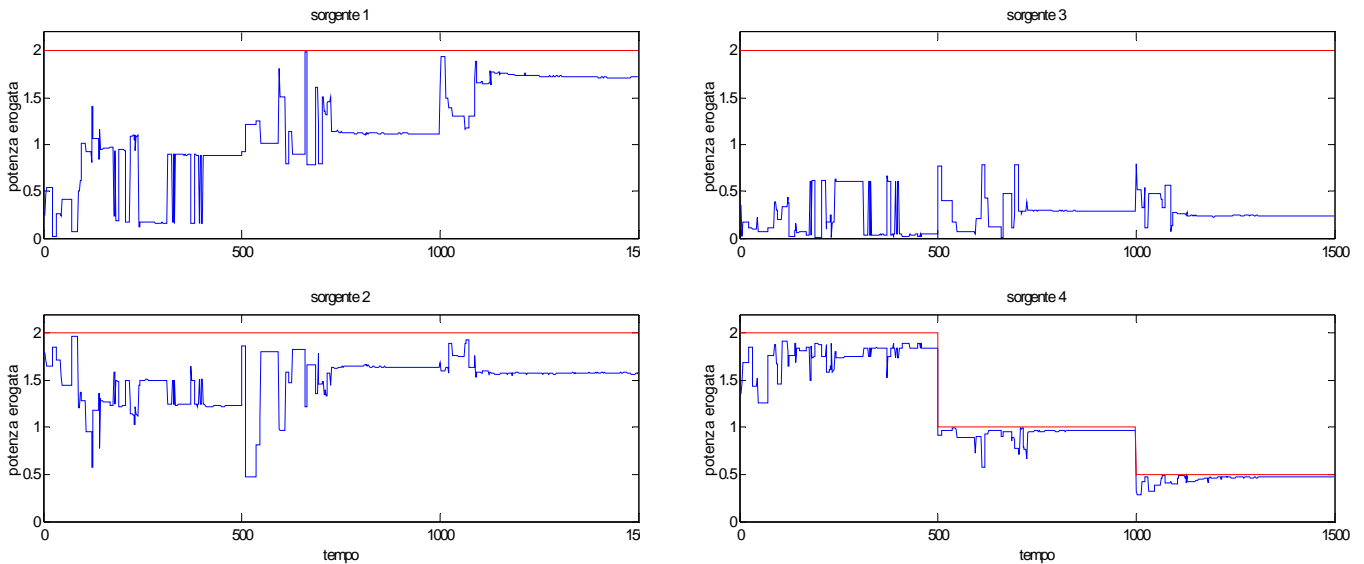 sorgente 1
potenza erogata
2
1.5
1
0.5
0
0 500 1000 15
sorgente 3
potenza erogata
2
1.5
1
0.5
0
0 500 1000 1500
sorgente 2
potenza erogata
2
1.5
1
0.5
0
0 500 1000 15
tempo
sorgente 4
potenza erogata
2
1.5
1
0.5
0
0 500 1000 1500
tempo